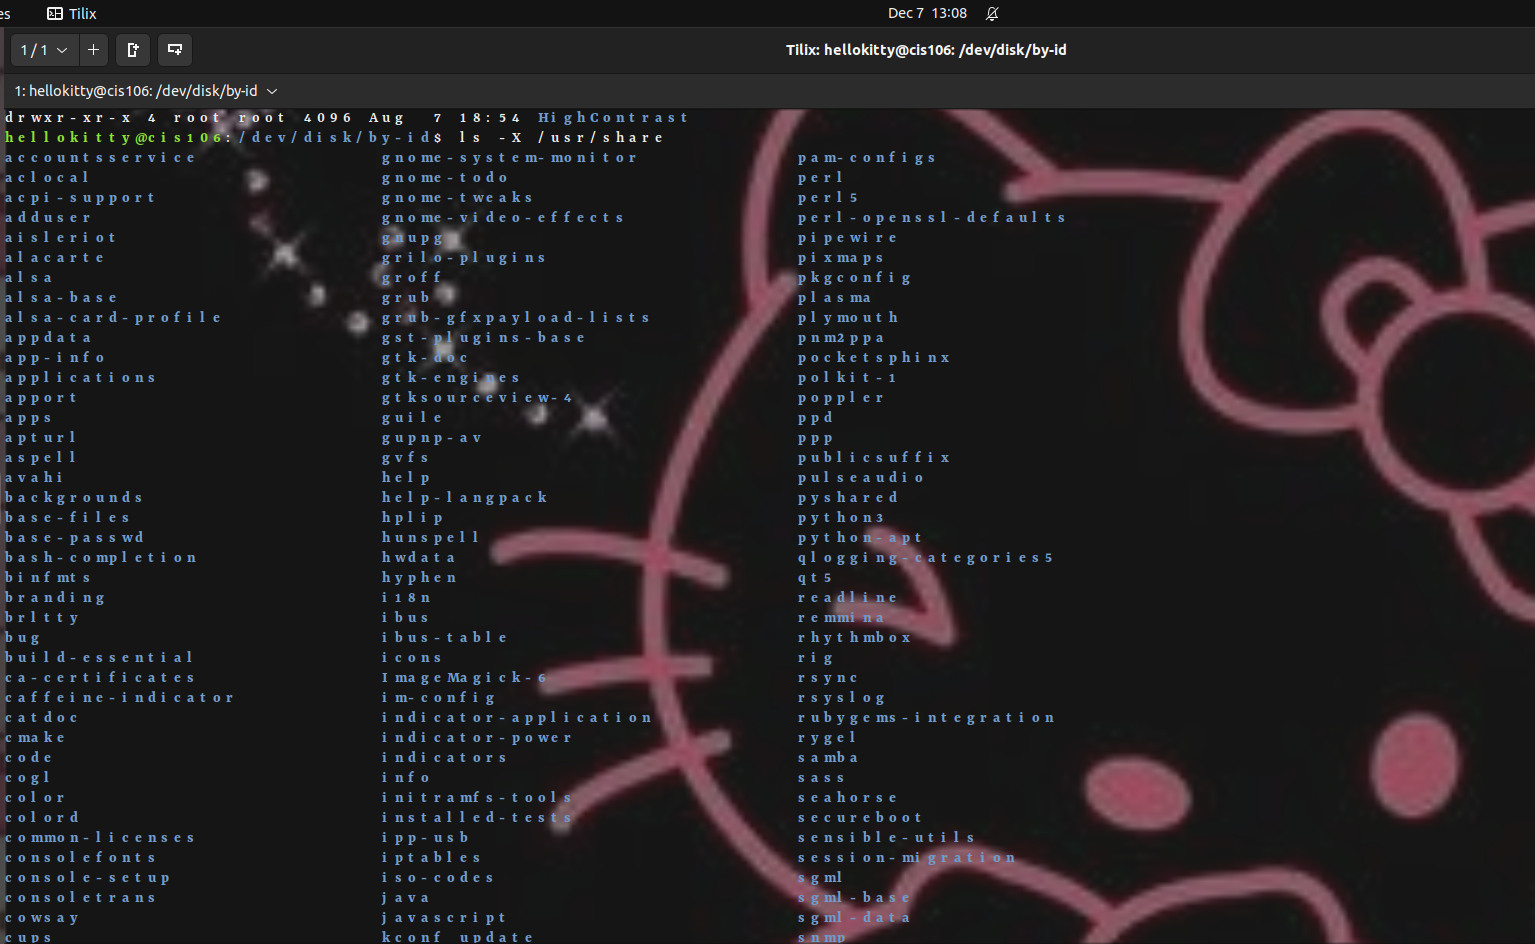 es Tilix Dec 7 13:08
1 / 1 Tilix: hellokitty@cis106: /dev/disk/by-id
1: hellokitty@cis106: /dev/disk/by-id
drwxr-xr-x 4 root root 4096 Aug 7 18:54 HighContrast
hellokitty@cis106:/dev/disk/by-id$ ls -X /usr/share
accountsservice gnome-system-monitor pam-configs
aclocal gnome-todo perl
acpi-support gnome-tweaks perl5
adduser gnome-video-effects perl-openssl-defaults
aisleriot gnupg pipewire
alacarte grilo-plugins pixmaps
alsa groff pkgconfig
alsa-base grub plasma
alsa-card-profile grub-gfxpayload-lists plymouth
appdata gst-plugins-base pnm2ppa
app-info gtk-doc pocketsphinx
applications gtk-engines polkit-1
apport gtksourceview-4 poppler
apps guile ppd
apturl gupnp-av ppp
aspell gvfs publicsuffix
avahi help pulseaudio
backgrounds help-langpack pyshared
base-files hplip python3
base-passwd hunspell python-apt
bash-completion hwdata qlogging-categories5
binfmts hyphen qt5
branding i18n readline
brltty ibus remmina
bug ibus-table rhythmbox
build-essential icons rig
ca-certificates ImageMagick-6 rsync
caffeine-indicator im-config rsyslog
catdoc indicator-application rubygems-integration
cmake indicator-power rygel
code indicators samba
cogl info sass
color initramfs-tools seahorse
colord installed-tests secureboot
common-licenses ipp-usb sensible-utils
consolefonts iptables session-migration
console-setup iso-codes sgml
consoletrans java sgml-base
cowsay javascript sgml-data
cups kconf_update snmp